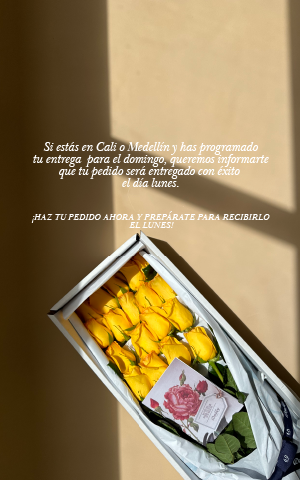 Si estás en Cali o Medellín y has programado
tu entrega para el domingo, queremos informarte
que tu pedido será entregado con éxito
el día lunes.
¡HAZ TU PEDIDO AHORA Y PREPÁRATE PARA RECIBIRLO
EL LUNES!